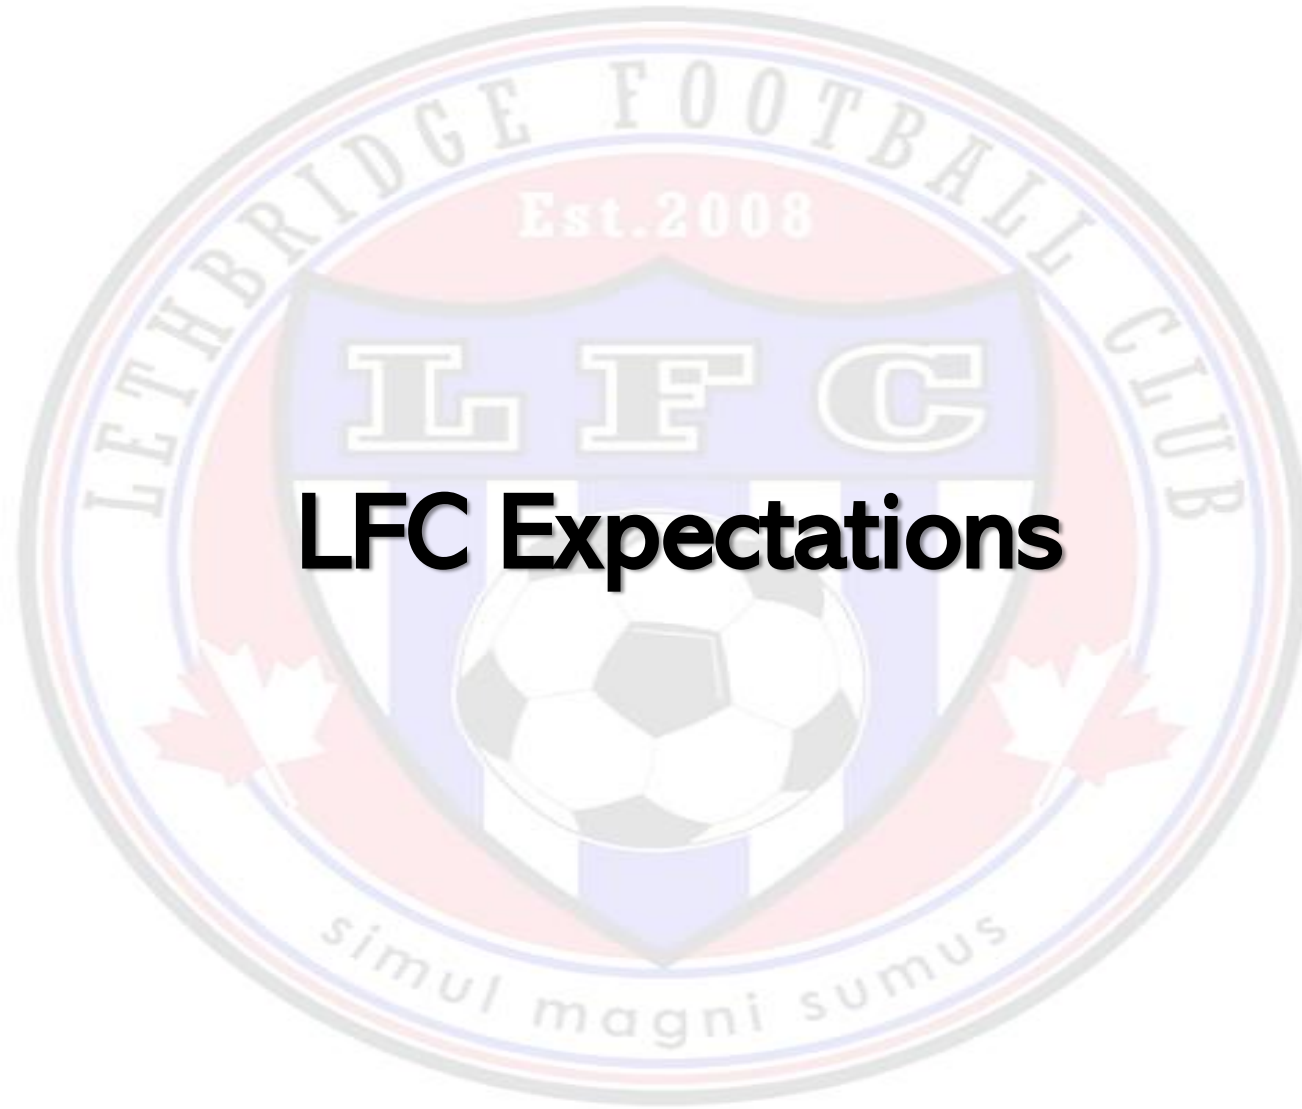 LETHBRIDGE FOOTBALL CLUB
Est.2008
LFC
LFC Expectations
simul magni sumus